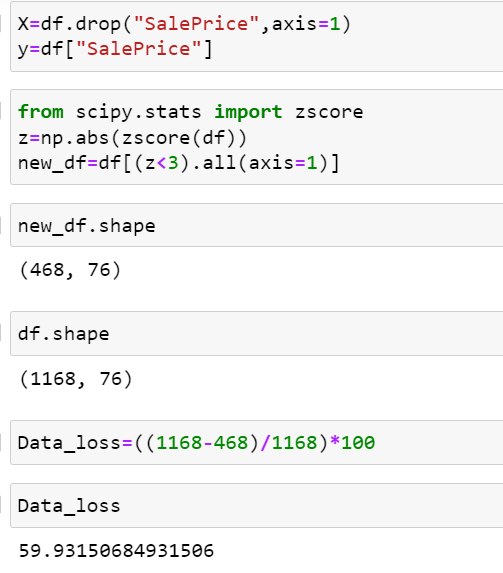 X=df.drop("SalePrice",axis=1)
y=df["SalePrice"]
from scipy.stats import zscore
z=np.abs(zscore(df))
new_df=df[(z<3).all(axis=1)]
new_df.shape
(468, 76)
df.shape
(1168, 76)
Data_loss=((1168-468)/1168)*100
Data_loss
59.93150684931506